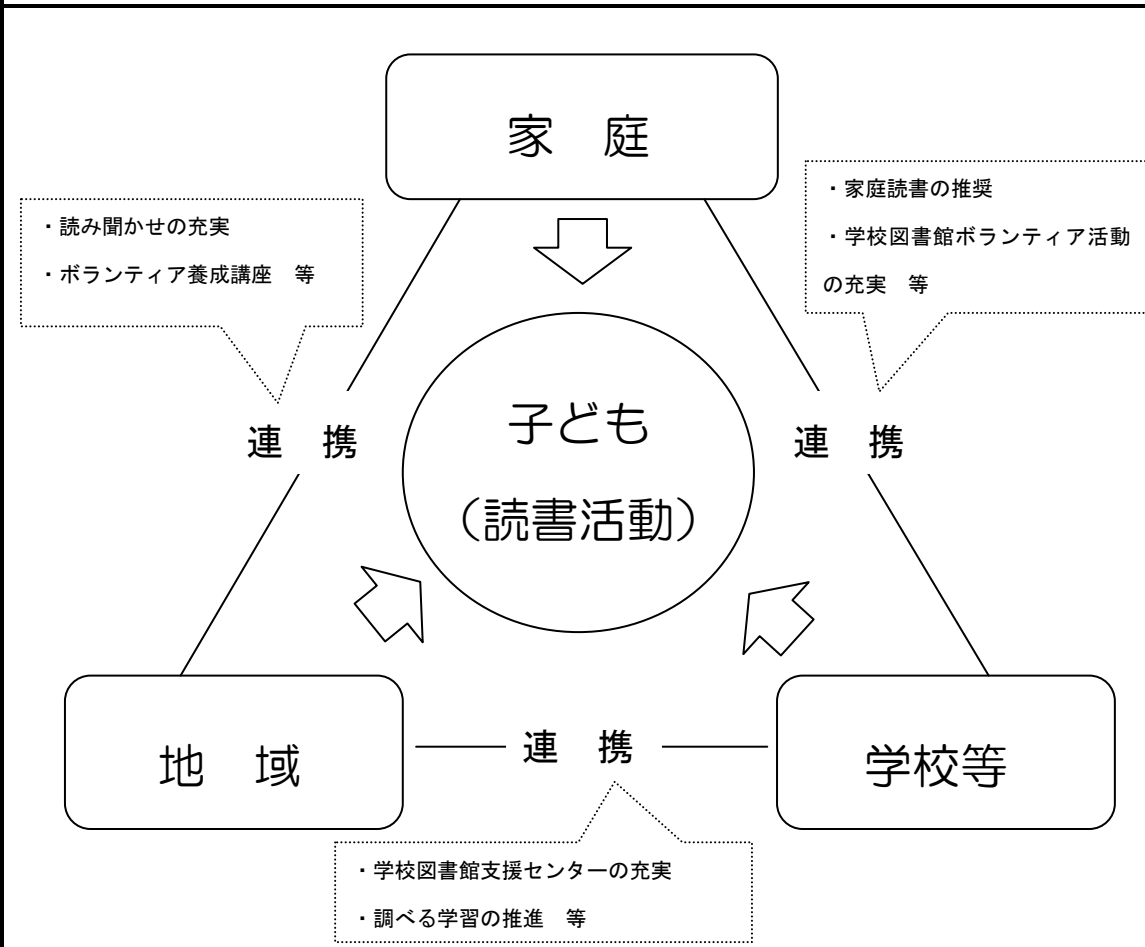 家　庭
・読み聞かせの充実
・ボランティア養成講座　等
・家庭読書の推奨
・学校図書館ボランティア活動
の充実　等
連　携
子ども
（読書活動）
連　携
地　域
連　携
学校等
・学校図書館支援センターの充実
・調べる学習の推進　等